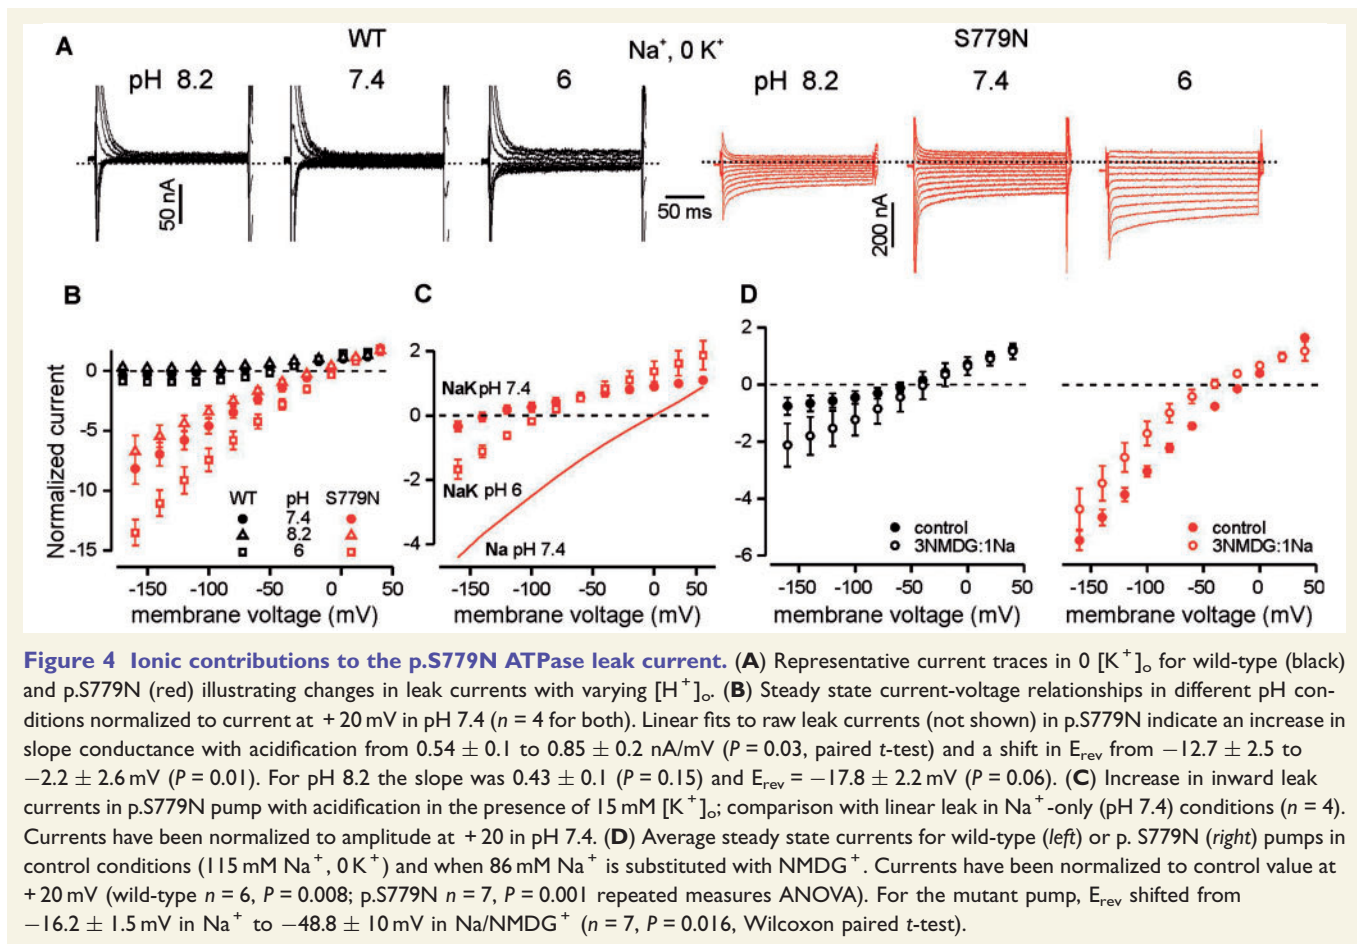 A
WT
Na⁺, 0 K⁺
S779N
pH 8.2
7.4
6
pH 8.2
7.4
6
50 nA
50 ms
200 nA
B
C
D
Normalized current
0
-5
-10
-15
WT pH S779N
7.4
8.2
6
-150 -100 -50 0 50
membrane voltage (mV)
2
0
-2
-4
NaK pH 7.4
NaK pH 6
Na pH 7.4
-150 -100 -50 0
membrane voltage (mV)
2
0
-2
-4
-6
control
3NMDG:1Na
-150 -100 -50 0 50
membrane voltage (mV)
control
3NMDG:1Na
-150 -100 -50 0 50
membrane voltage (mV)
Figure 4 Ionic contributions to the p.S779N ATPase leak current. (A) Representative current traces in 0 [K⁺]ₒ for wild-type (black)
and p.S779N (red) illustrating changes in leak currents with varying [H⁺]ₒ. (B) Steady state current-voltage relationships in different pH con-
ditions normalized to current at +20 mV in pH 7.4 (n = 4 for both). Linear fits to raw leak currents (not shown) in p.S779N indicate an increase in
slope conductance with acidification from 0.54 ± 0.1 to 0.85 ± 0.2 nA/mV (P = 0.03, paired t-test) and a shift in Erev from −12.7 ± 2.5 to
−2.2 ± 2.6 mV (P = 0.01). For pH 8.2 the slope was 0.43 ± 0.1 (P = 0.15) and Erev = −17.8 ± 2.2 mV (P = 0.06). (C) Increase in inward leak
currents in p.S779N pump with acidification in the presence of 15 mM [K⁺]ₒ; comparison with linear leak in Na⁺-only (pH 7.4) conditions (n = 4).
Currents have been normalized to amplitude at +20 in pH 7.4. (D) Average steady state currents for wild-type (left) or p. S779N (right) pumps in
control conditions (115 mM Na⁺, 0 K⁺) and when 86 mM Na⁺ is substituted with NMDG⁺. Currents have been normalized to control value at
+20 mV (wild-type n = 6, P = 0.008; p.S779N n = 7, P = 0.001 repeated measures ANOVA). For the mutant pump, Erev shifted from
−16.2 ± 1.5 mV in Na⁺ to −48.8 ± 10 mV in Na/NMDG⁺ (n = 7, P = 0.016, Wilcoxon paired t-test).